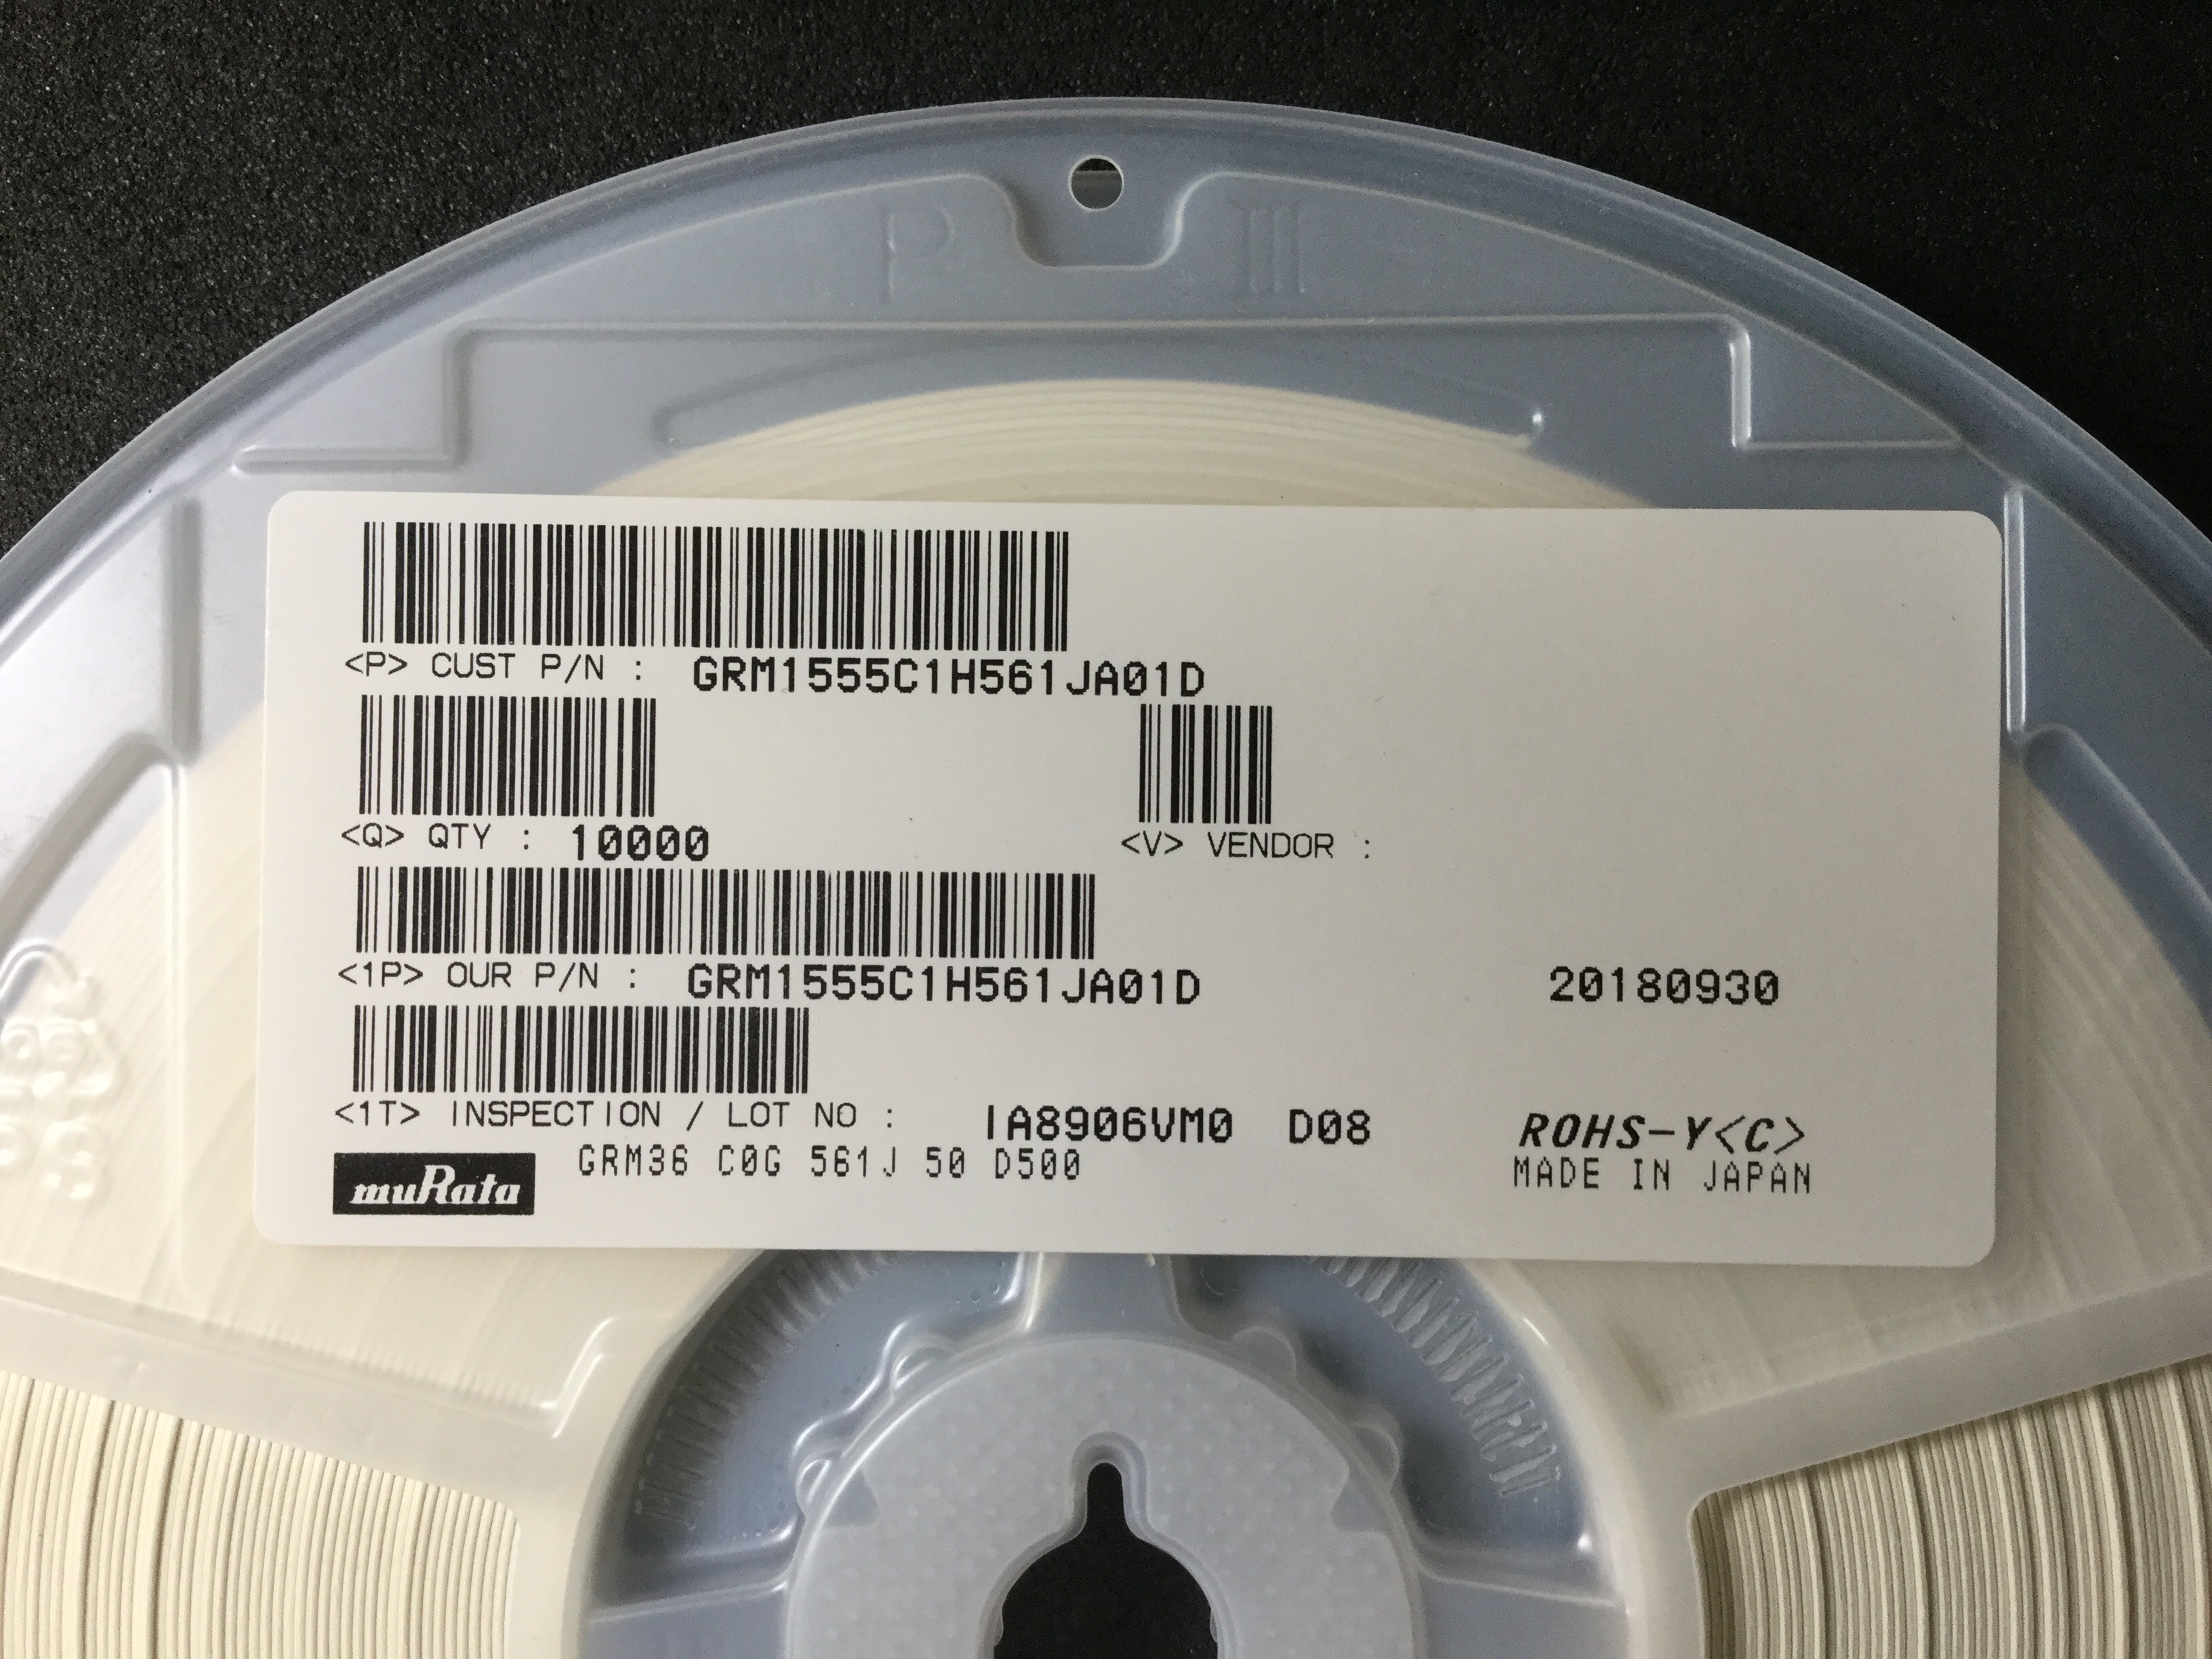 P III
<P> CUST P/N : GRM1555C1H561JA01D
<Q> QTY : 10000 <V> VENDOR :
<1P> OUR P/N : GRM1555C1H561JA01D 20180930
<1T> INSPECTION / LOT NO : IA8906VM0 D08 ROHS-Y<C>
muRata GRM36 C0G 561J 50 D500 MADE IN JAPAN